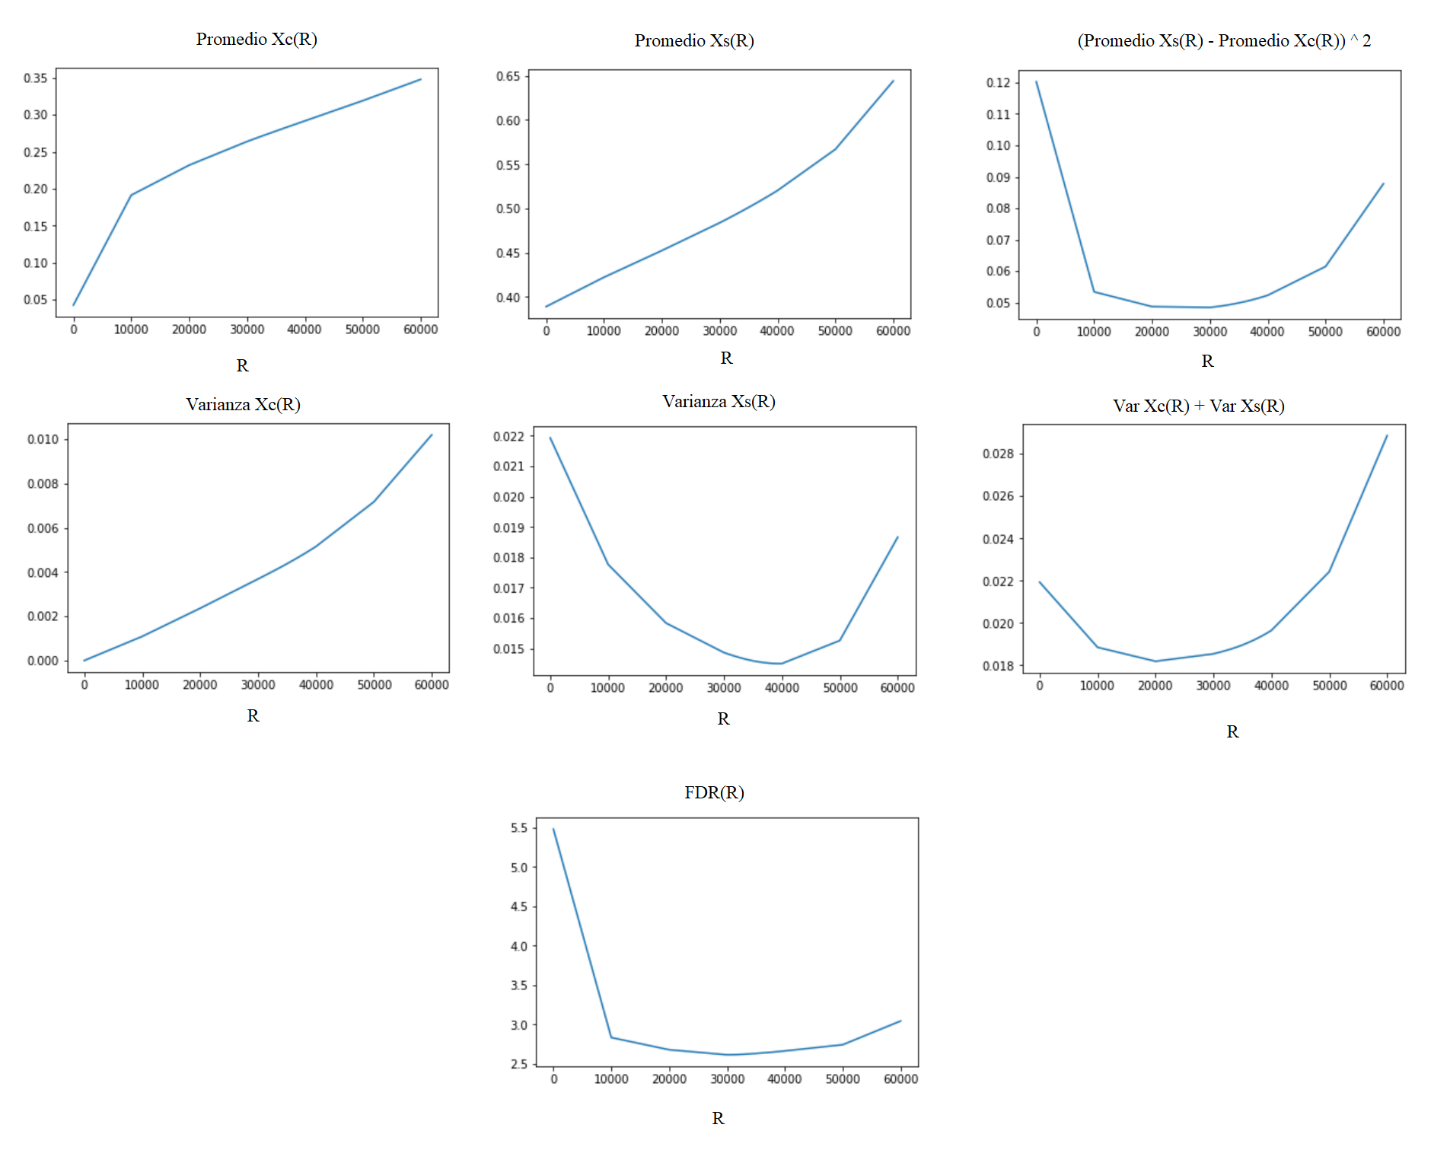 Promedio Xc(R)
0.35
0.30
0.25
0.20
0.15
0.10
0.05
0 10000 20000 30000 40000 50000 60000
R
Promedio Xs(R)
0.65
0.60
0.55
0.50
0.45
0.40
0 10000 20000 30000 40000 50000 60000
R
(Promedio Xs(R) - Promedio Xc(R)) ^ 2
0.12
0.11
0.10
0.09
0.08
0.07
0.06
0.05
0 10000 20000 30000 40000 50000 60000
R
Varianza Xc(R)
0.010
0.008
0.006
0.004
0.002
0.000
0 10000 20000 30000 40000 50000 60000
R
Varianza Xs(R)
0.022
0.021
0.020
0.019
0.018
0.017
0.016
0.015
0 10000 20000 30000 40000 50000 60000
R
Var Xc(R) + Var Xs(R)
0.028
0.026
0.024
0.022
0.020
0.018
0 10000 20000 30000 40000 50000 60000
R
FDR(R)
5.5
5.0
4.5
4.0
3.5
3.0
2.5
0 10000 20000 30000 40000 50000 60000
R